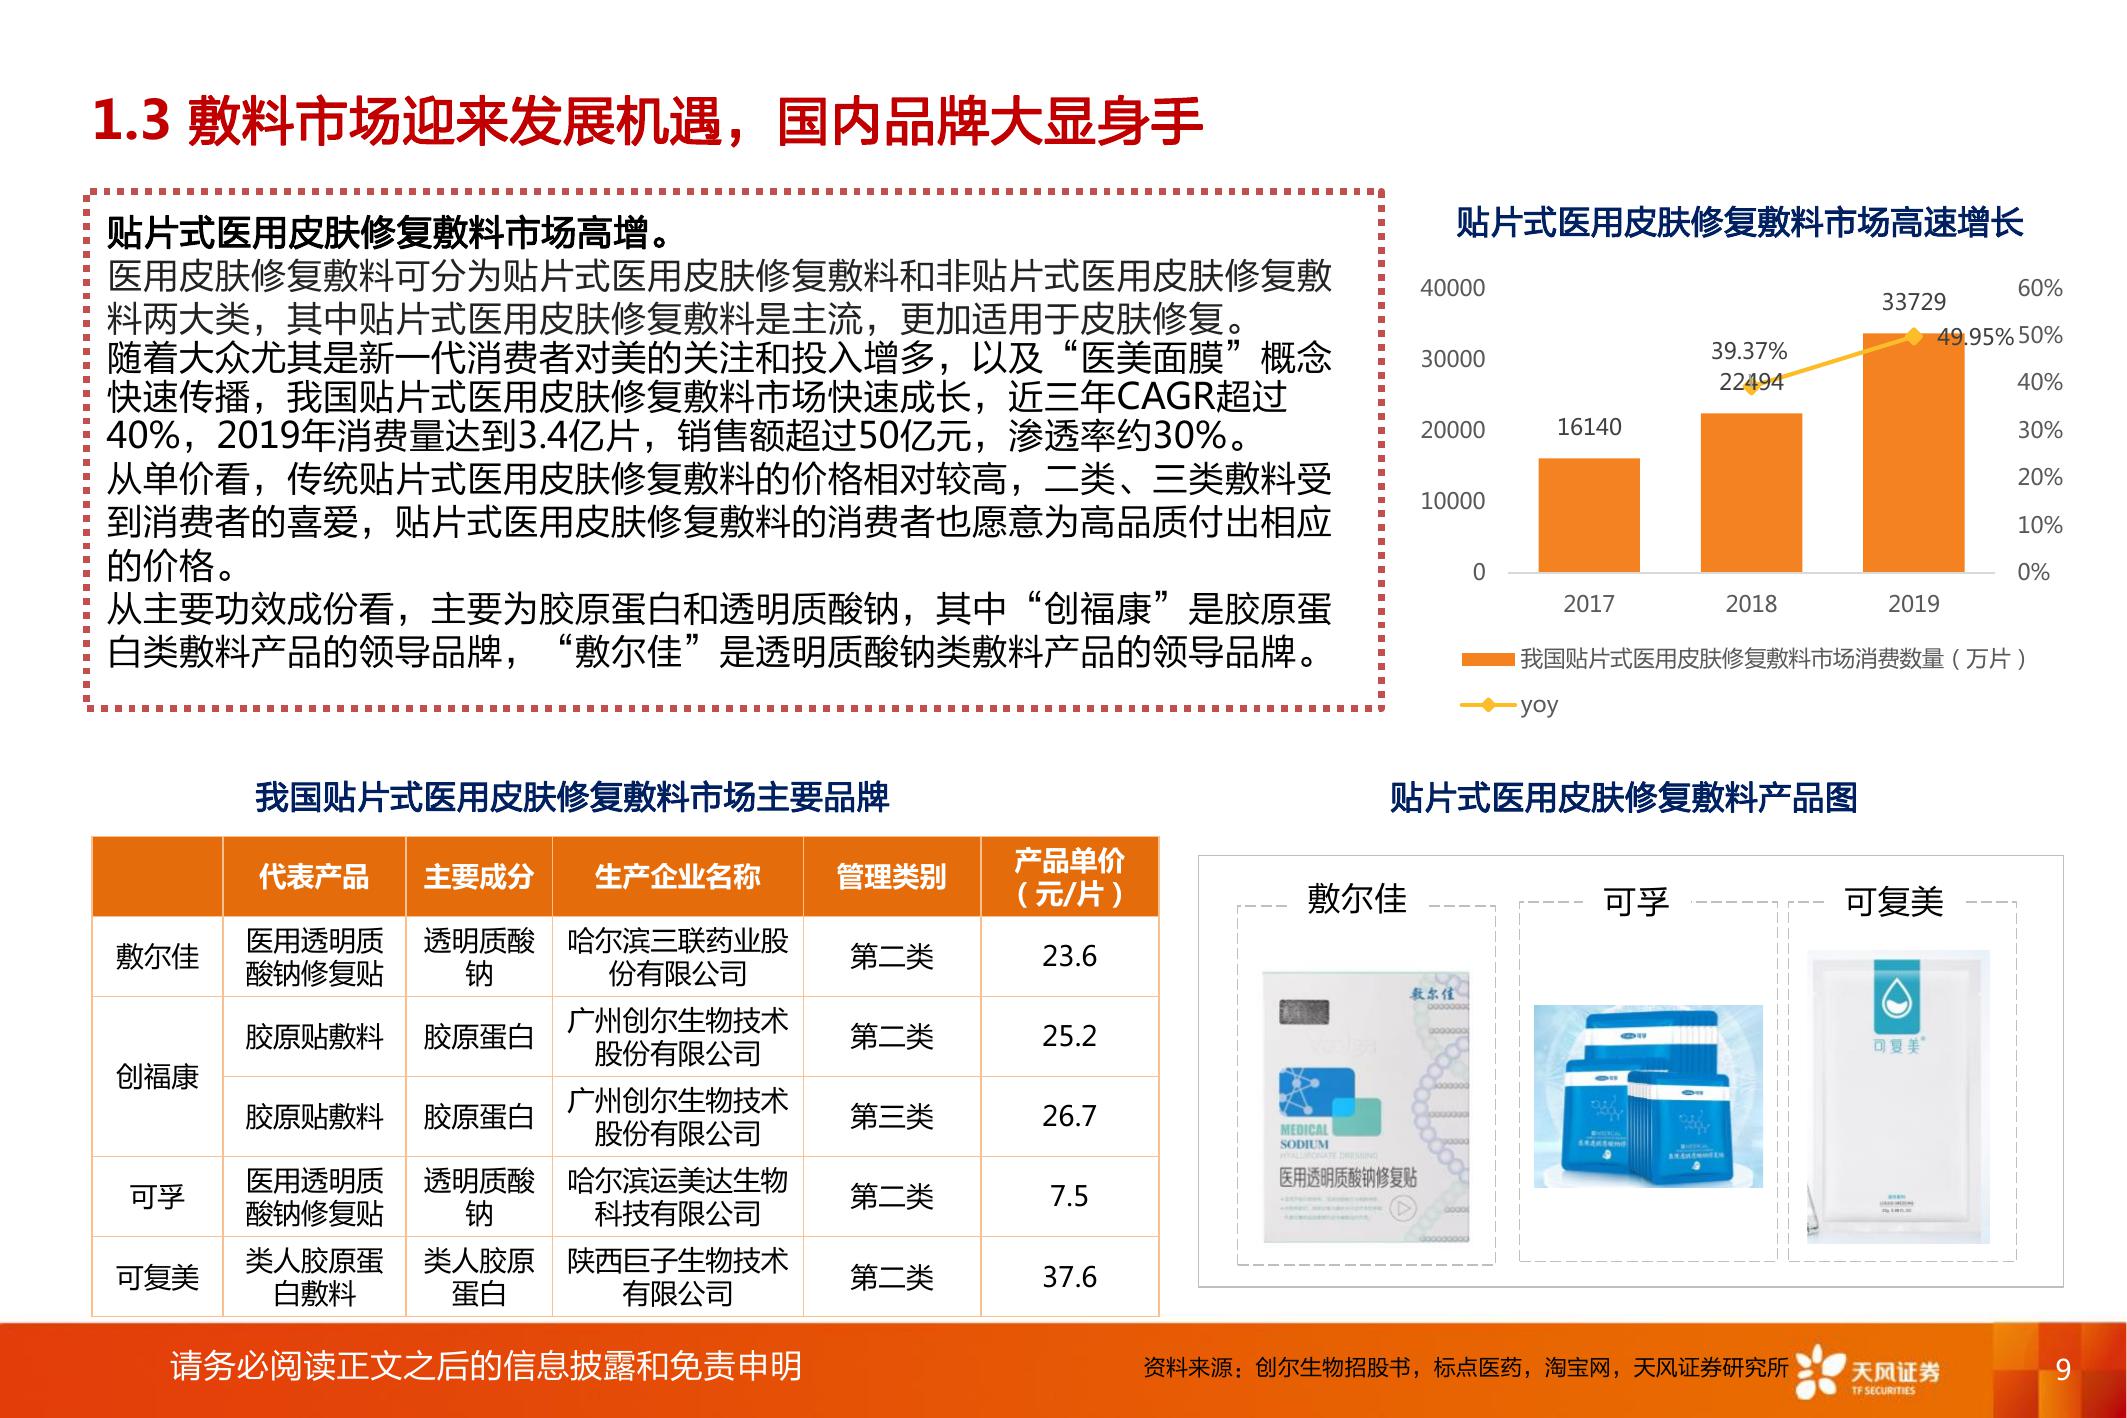 1.3 敷料市场迎来发展机遇，国内品牌大显身手
贴片式医用皮肤修复敷料市场高增。
医用皮肤修复敷料可分为贴片式医用皮肤修复敷料和非贴片式医用皮肤修复敷
料两大类，其中贴片式医用皮肤修复敷料是主流，更加适用于皮肤修复。
随着大众尤其是新一代消费者对美的关注和投入增多，以及“医美面膜”概念
快速传播，我国贴片式医用皮肤修复敷料市场快速成长，近三年CAGR超过
40%，2019年消费量达到3.4亿片，销售额超过50亿元，渗透率约30%。
从单价看，传统贴片式医用皮肤修复敷料的价格相对较高，二类、三类敷料受
到消费者的喜爱，贴片式医用皮肤修复敷料的消费者也愿意为高品质付出相应
的价格。
从主要功效成份看，主要为胶原蛋白和透明质酸钠，其中“创福康”是胶原蛋
白类敷料产品的领导品牌，“敷尔佳”是透明质酸钠类敷料产品的领导品牌。
贴片式医用皮肤修复敷料市场高速增长
40000
30000
20000
10000
0
60%
50%
40%
30%
20%
10%
0%
16140
22494
33729
39.37%
49.95%
2017
2018
2019
我国贴片式医用皮肤修复敷料市场消费数量（万片）
yoy
我国贴片式医用皮肤修复敷料市场主要品牌
代表产品 主要成分 生产企业名称 管理类别 产品单价
（元/片）
敷尔佳 医用透明质 透明质酸 哈尔滨三联药业股 第二类 23.6
酸钠修复贴 钠 份有限公司
创福康
胶原贴敷料 胶原蛋白 广州创尔生物技术 第二类 25.2
股份有限公司
胶原贴敷料 胶原蛋白 广州创尔生物技术 第三类 26.7
股份有限公司
可孚 医用透明质 透明质酸 哈尔滨运美达生物 第二类 7.5
酸钠修复贴 钠 科技有限公司
可复美 类人胶原蛋 类人胶原 陕西巨子生物技术 第二类 37.6
白敷料 蛋白 有限公司
贴片式医用皮肤修复敷料产品图
敷尔佳
可孚
可复美
敷尔佳
MEDICAL
SODIUM
HYALURONATE DRESSING
医用透明质酸钠修复贴
可复美
请务必阅读正文之后的信息披露和免责申明
资料来源：创尔生物招股书，标点医药，淘宝网，天风证券研究所
天风证券
TF SECURITIES
9